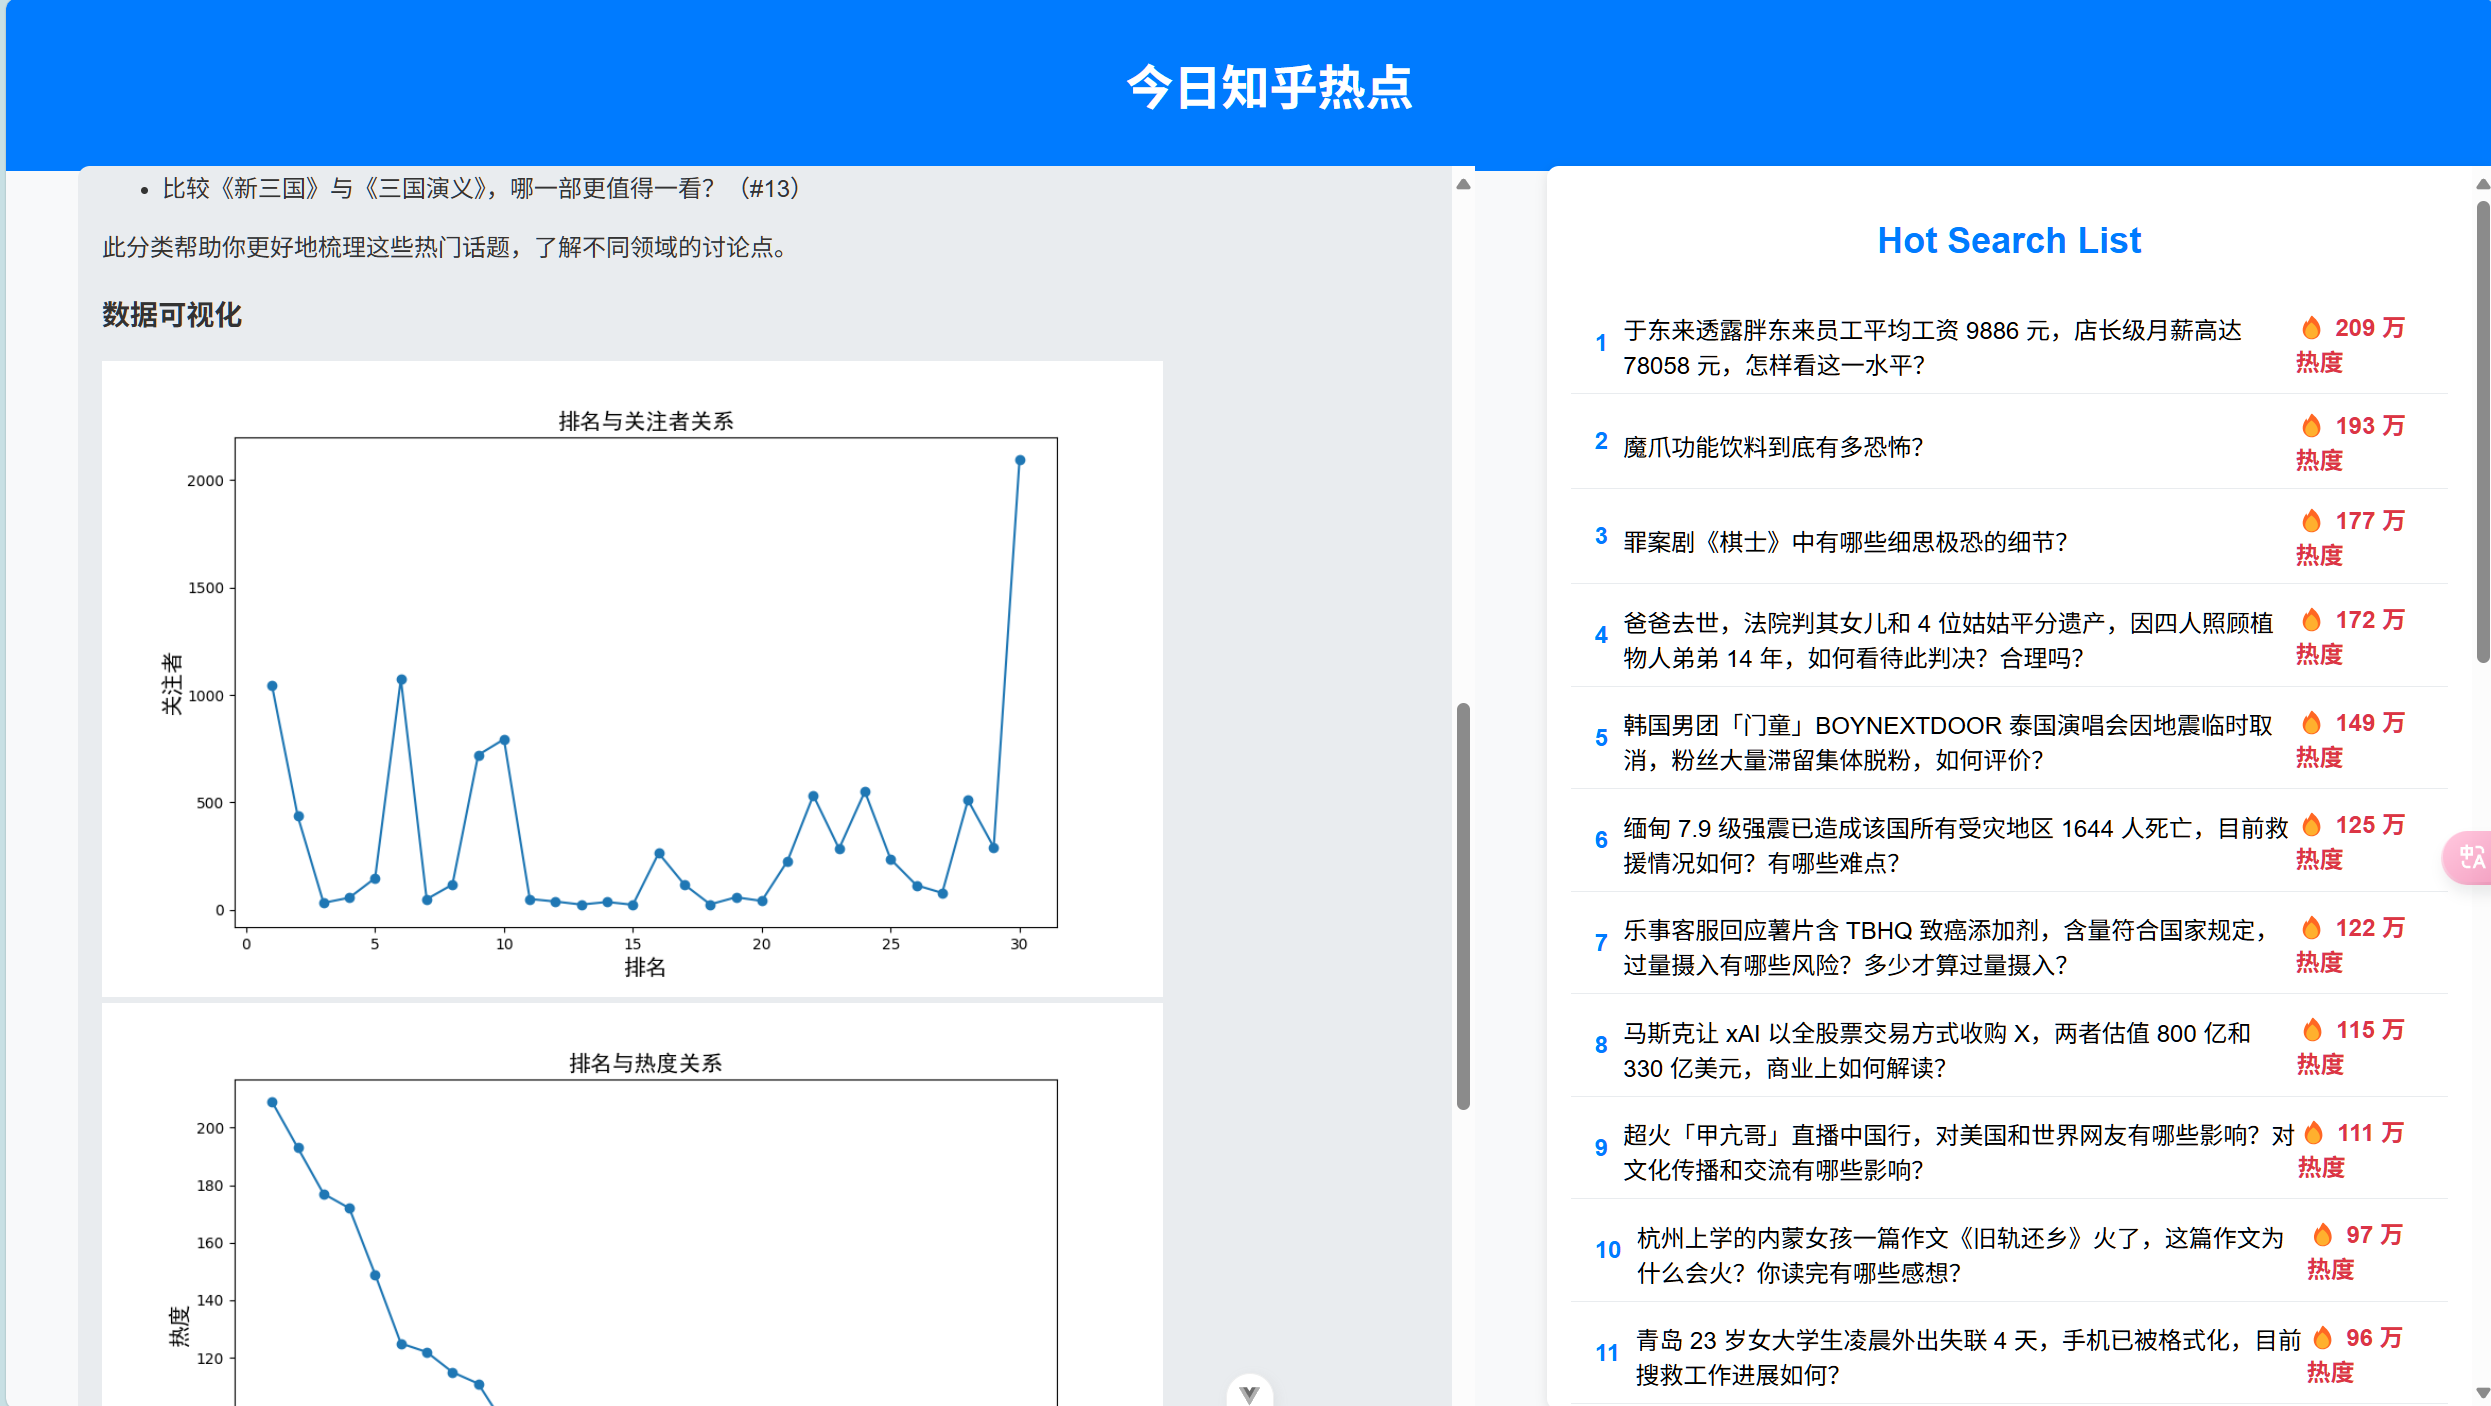 今日知乎热点
• 比较《新三国》与《三国演义》，哪一部更值得一看？（#13）
此分类帮助你更好地梳理这些热门话题，了解不同领域的讨论点。
数据可视化
排名与关注者关系
2000
1500
1000
500
0
关注者
0 5 10 15 20 25 30
排名
排名与热度关系
200
180
160
140
120
热度
Hot Search List
1 于东来透露胖东来员工平均工资 9886 元，店长级月薪高达 🔥 209 万
78058 元，怎样看这一水平？ 热度
2 魔爪功能饮料到底有多恐怖？ 🔥 193 万
热度
3 罪案剧《棋士》中有哪些细思极恐的细节？ 🔥 177 万
热度
4 爸爸去世，法院判其女儿和 4 位姑姑平分遗产，因四人照顾植 🔥 172 万
物人弟弟 14 年，如何看待此判决？合理吗？ 热度
5 韩国男团「门童」BOYNEXTDOOR 泰国演唱会因地震临时取 🔥 149 万
消，粉丝大量滞留集体脱粉，如何评价？ 热度
6 缅甸 7.9 级强震已造成该国所有受灾地区 1644 人死亡，目前救 🔥 125 万
援情况如何？有哪些难点？ 热度
7 乐事客服回应薯片含 TBHQ 致癌添加剂，含量符合国家规定， 🔥 122 万
过量摄入有哪些风险？多少才算过量摄入？ 热度
8 马斯克让 xAI 以全股票交易方式收购 X，两者估值 800 亿和 🔥 115 万
330 亿美元，商业上如何解读？ 热度
9 超火「甲亢哥」直播中国行，对美国和世界网友有哪些影响？对 🔥 111 万
文化传播和交流有哪些影响？ 热度
10 杭州上学的内蒙女孩一篇作文《旧轨还乡》火了，这篇作文为 🔥 97 万
什么会火？你读完有哪些感想？ 热度
11 青岛 23 岁女大学生凌晨外出失联 4 天，手机已被格式化，目前 🔥 96 万
搜救工作进展如何？ 热度